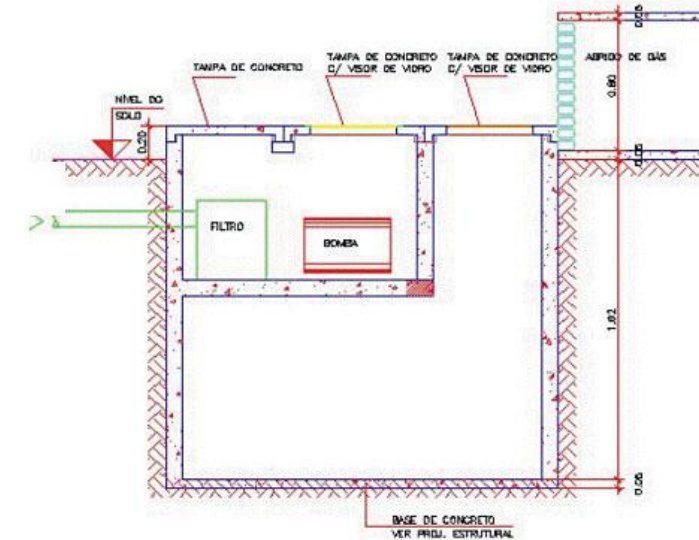 0.05
TAMPA DE CONCRETO
TAMPA DE CONCRETO
C/ VISOR DE VIDRO
TAMPA DE CONCRETO
C/ VISOR DE VIDRO
ABRIGO DE GÁS
0.80
NÍVEL DO
SOLO
0.20
0.05
FILTRO
BOMBA
1.92
0.05
BASE DE CONCRETO
VER PROJ. ESTRUTURAL